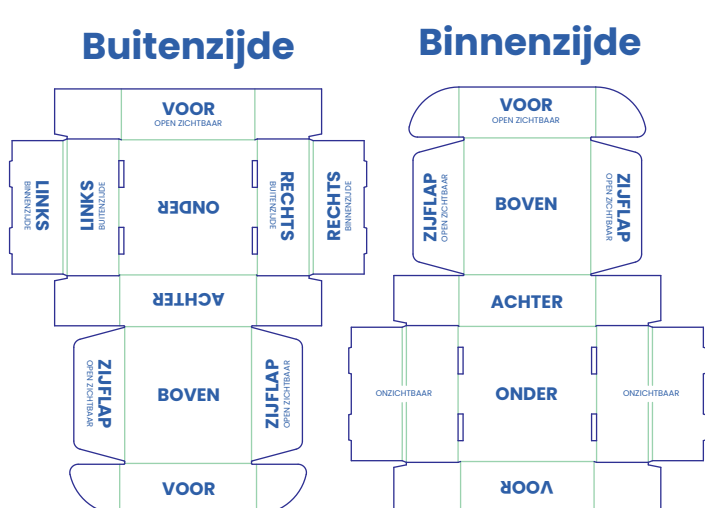 Buitenzijde
VOOR
OPEN ZICHTBAAR
LINKS
BINNENZIJDE
LINKS
BUITENZIJDE
ONDER
RECHTS
BUITENZIJDE
RECHTS
BINNENZIJDE
ACHTER
ZIJFLAP
OPEN ZICHTBAAR
BOVEN
ZIJFLAP
OPEN ZICHTBAAR
VOOR
Binnenzijde
VOOR
OPEN ZICHTBAAR
ZIJFLAP
OPEN ZICHTBAAR
BOVEN
ZIJFLAP
OPEN ZICHTBAAR
ACHTER
ONZICHTBAAR
ONDER
ONZICHTBAAR
VOOR